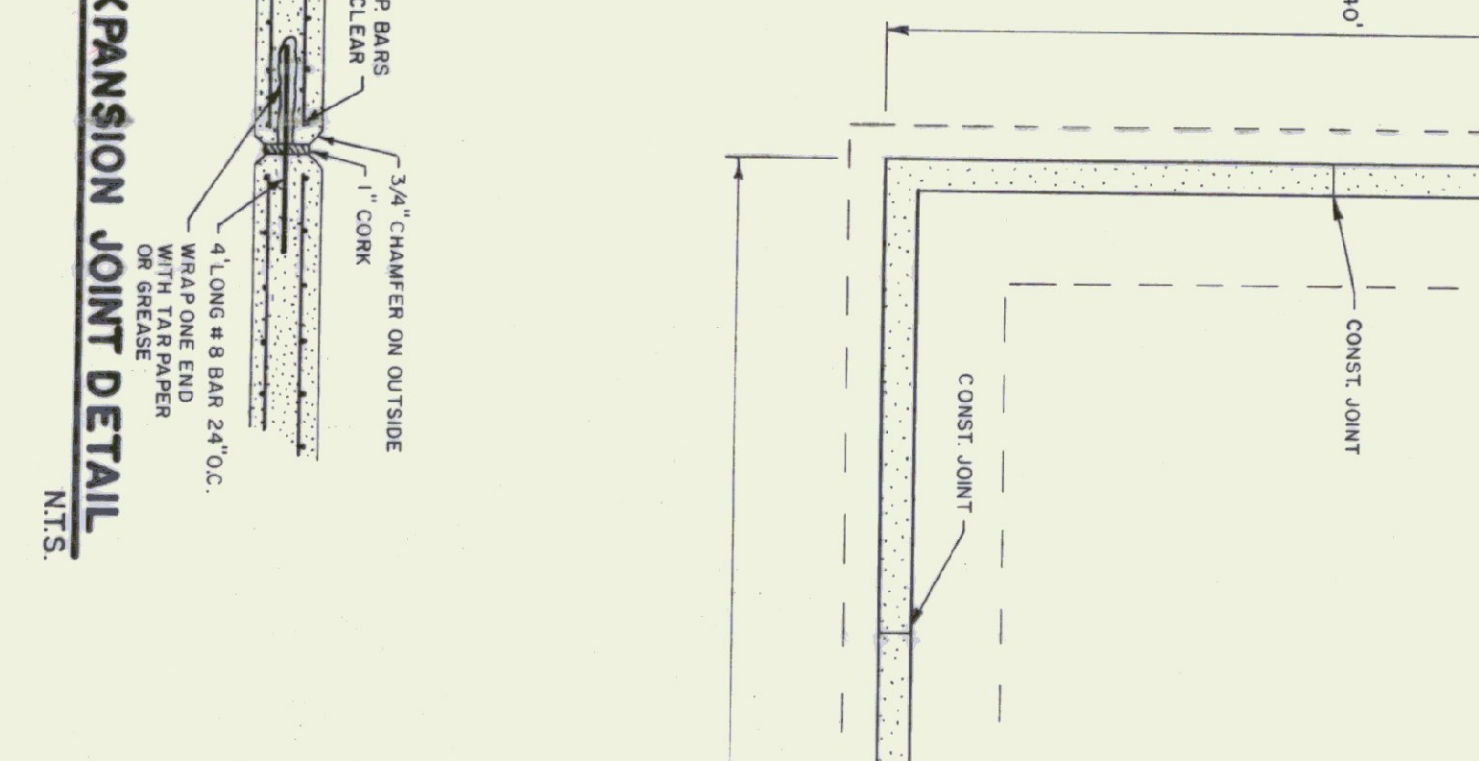 40'
CONST. JOINT
CONST. JOINT
BARS
CLEAR
3/4" CHAMFER ON OUTSIDE
1" CORK
4' LONG #8 BAR 24" O.C.
WRAP ONE END
WITH TAR PAPER
OR GREASE
XPANSION JOINT DETAIL
N.T.S.